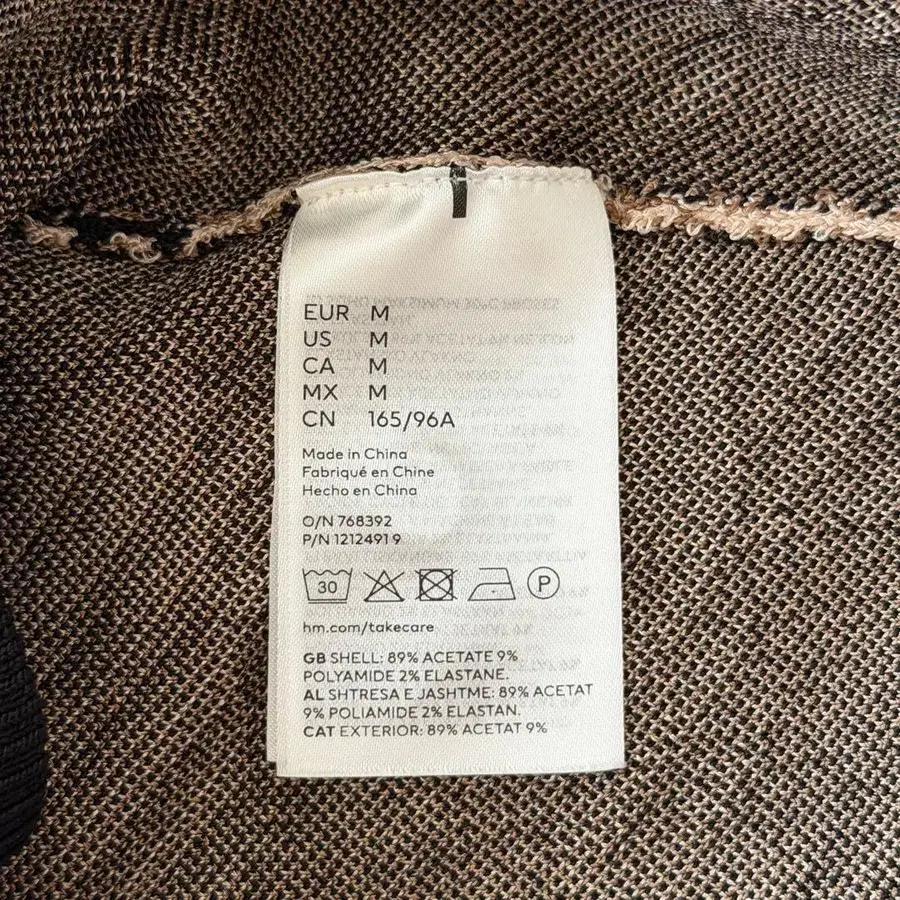 EUR M
US M
CA M
MX M
CN 165/96A
Made in China
Fabriqué en Chine
Hecho en China
O/N 768392
P/N 1212491 9
30 P
hm.com/takecare
GB SHELL: 89% ACETATE 9%
POLYAMIDE 2% ELASTANE.
AL SHTRESA E JASHTME: 89% ACETAT
9% POLIAMIDE 2% ELASTAN.
CAT EXTERIOR: 89% ACETAT 9%